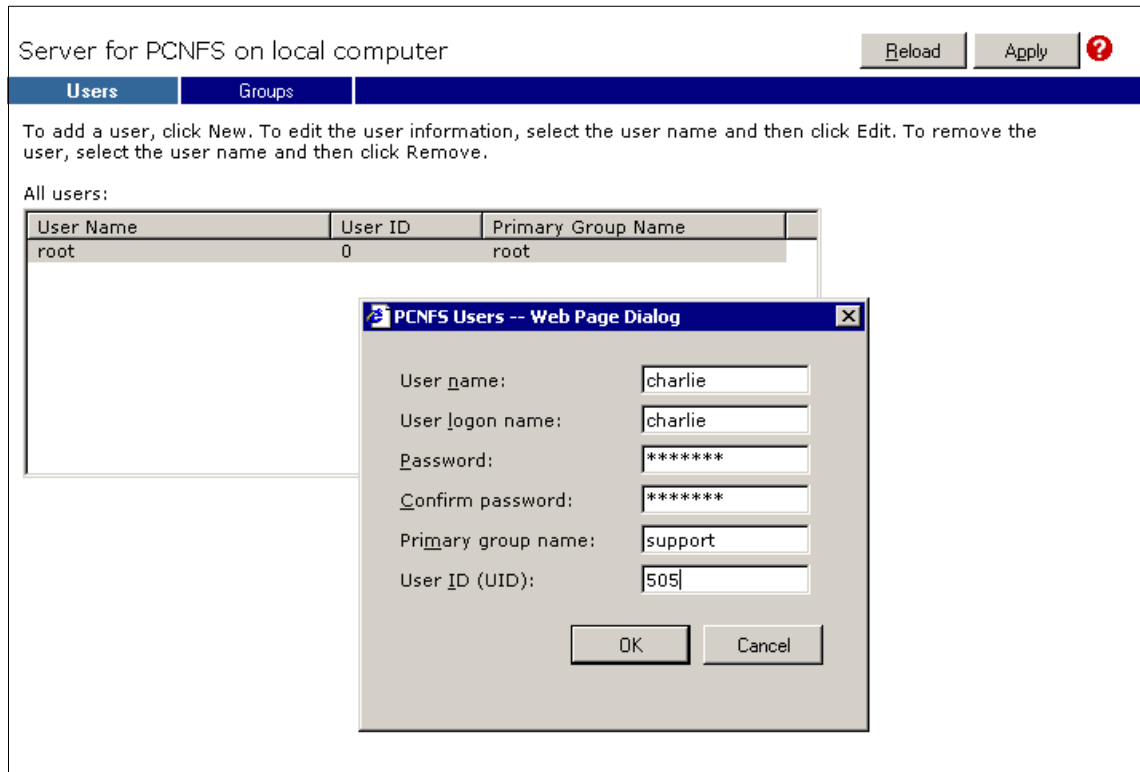 Server for PCNFS on local computer
Reload Apply ?
Users Groups
To add a user, click New. To edit the user information, select the user name and then click Edit. To remove the
user, select the user name and then click Remove.
All users:
User Name User ID Primary Group Name
root 0 root
PCNFS Users -- Web Page Dialog
User name: charlie
User logon name: charlie
Password: *******
Confirm password: *******
Primary group name: support
User ID (UID): 505
OK Cancel